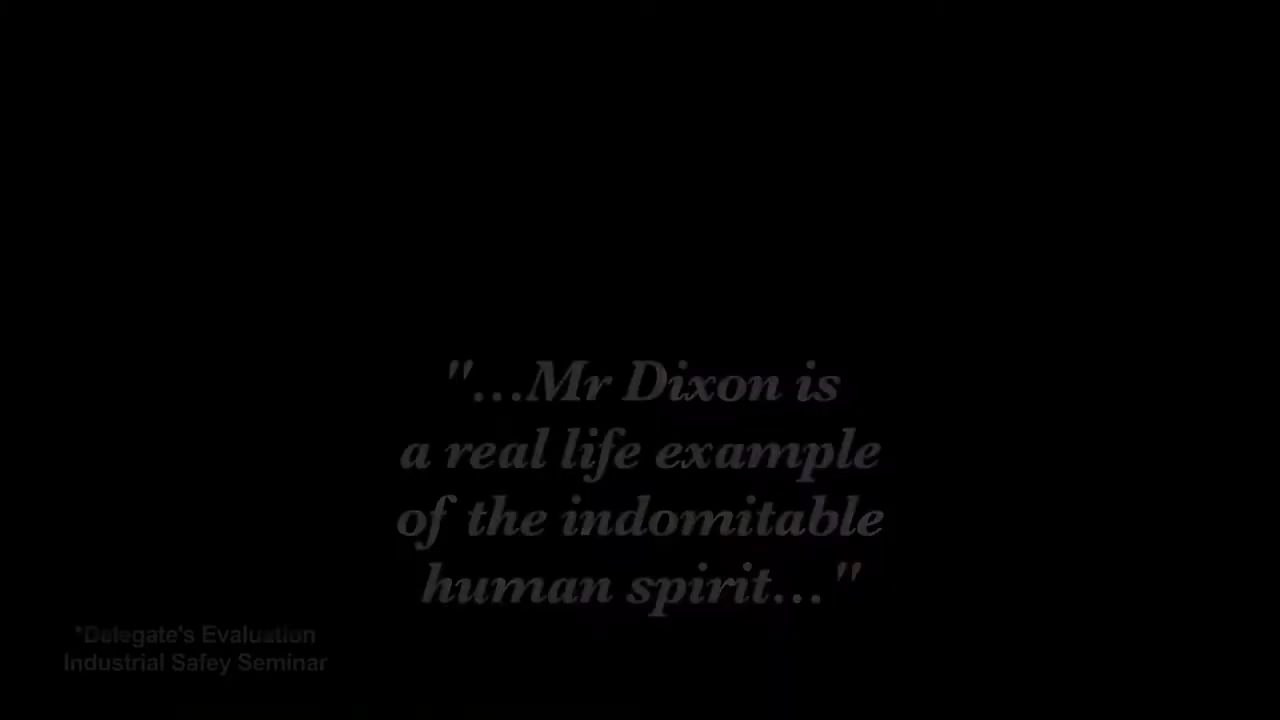 "...Mr Dixon is
a real life example
of the indomitable
human spirit..."
*Delegate's Evaluation
Industrial Safey Seminar